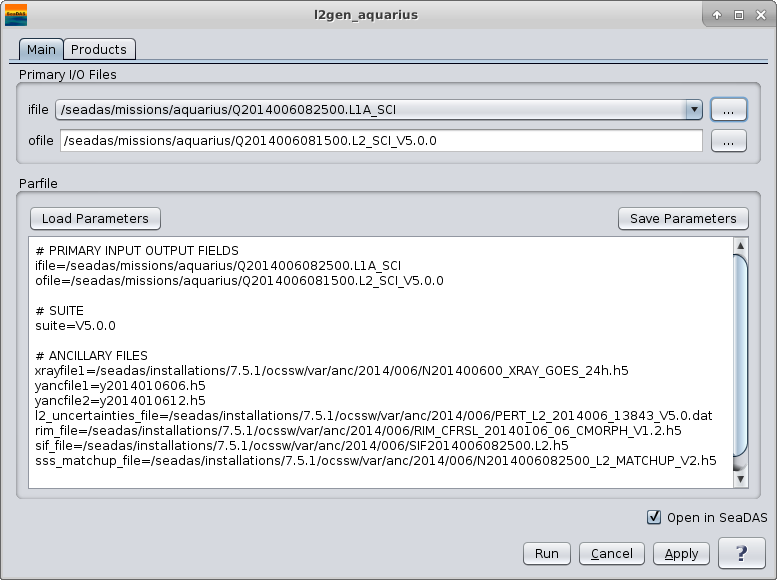 SeaDAS
l2gen_aquarius
Main
Products
Primary I/O Files
ifile
/seadas/missions/aquarius/Q2014006082500.L1A_SCI
...
ofile
/seadas/missions/aquarius/Q2014006081500.L2_SCI_V5.0.0
...
Parfile
Load Parameters
Save Parameters
# PRIMARY INPUT OUTPUT FIELDS
ifile=/seadas/missions/aquarius/Q2014006082500.L1A_SCI
ofile=/seadas/missions/aquarius/Q2014006081500.L2_SCI_V5.0.0
# SUITE
suite=V5.0.0
# ANCILLARY FILES
xrayfile1=/seadas/installations/7.5.1/ocssw/var/anc/2014/006/N201400600_XRAY_GOES_24h.h5
yancfile1=y2014010606.h5
yancfile2=y2014010612.h5
l2_uncertainties_file=/seadas/installations/7.5.1/ocssw/var/anc/2014/006/PERT_L2_2014006_13843_V5.0.dat
rim_file=/seadas/installations/7.5.1/ocssw/var/anc/2014/006/RIM_CFRSL_20140106_06_CMORPH_V1.2.h5
sif_file=/seadas/installations/7.5.1/ocssw/var/anc/2014/006/SIF2014006082500.L2.h5
sss_matchup_file=/seadas/installations/7.5.1/ocssw/var/anc/2014/006/N2014006082500_L2_MATCHUP_V2.h5
Open in SeaDAS
Run
Cancel
Apply
?